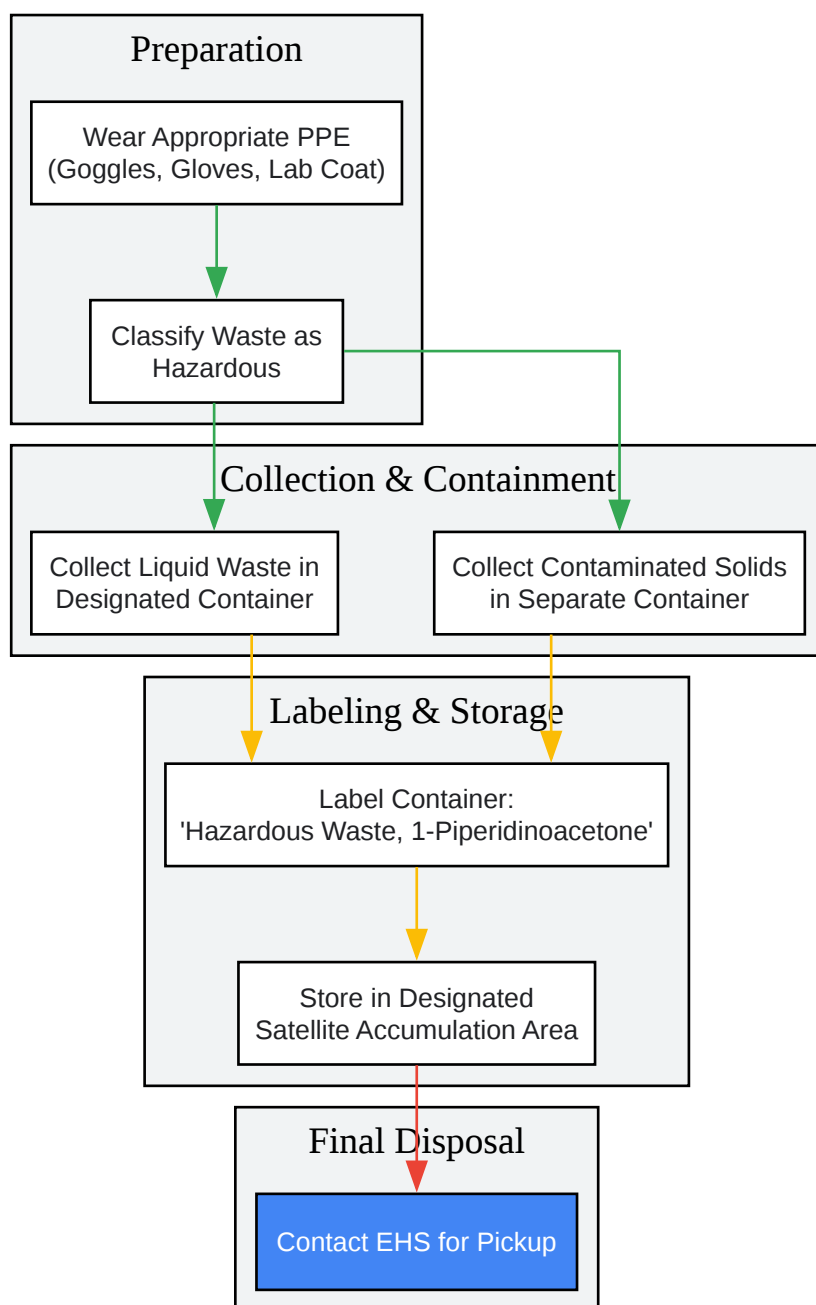 Preparation
Wear Appropriate PPE
(Goggles, Gloves, Lab Coat)
Classify Waste as
Hazardous
Collection & Containment
Collect Liquid Waste in
Designated Container
Collect Contaminated Solids
in Separate Container
Labeling & Storage
Label Container:
'Hazardous Waste, 1-Piperidinoacetone'
Store in Designated
Satellite Accumulation Area
Final Disposal
Contact EHS for Pickup